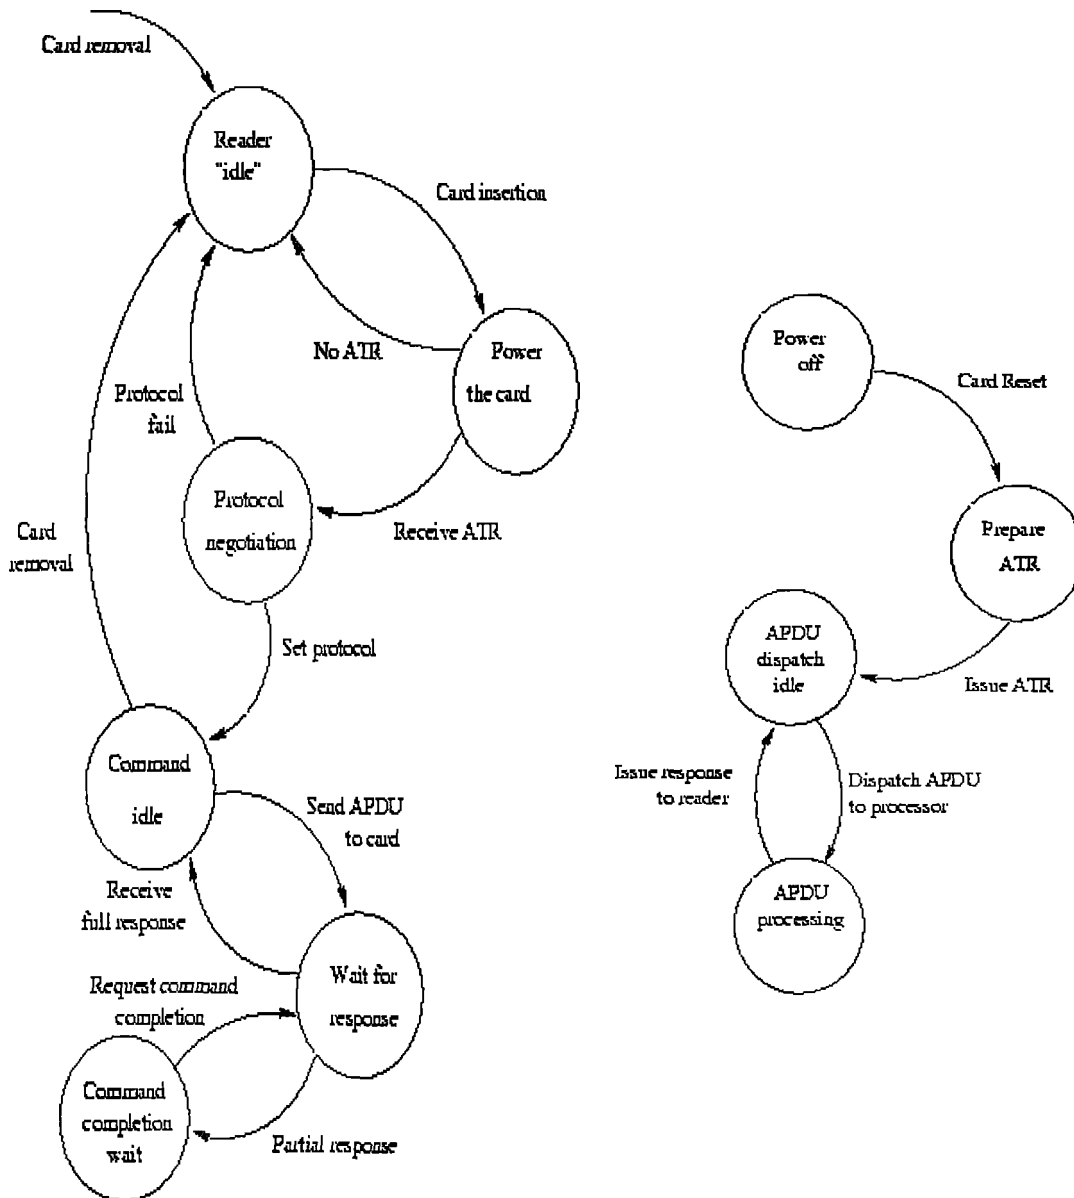 Card removal
Reader
"idle"
Card insertion
No ATR
Power
the card
Protocol
fail
Protocol
negotiation
Receive ATR
Card
removal
Set protocol
Command
idle
Send APDU
to card
Receive
full response
Wait for
response
Request command
completion
Command
completion
wait
Partial response
Power
off
Card Reset
Prepare
ATR
APDU
dispatch
idle
Issue ATR
Issue response
to reader
Dispatch APDU
to processor
APDU
processing